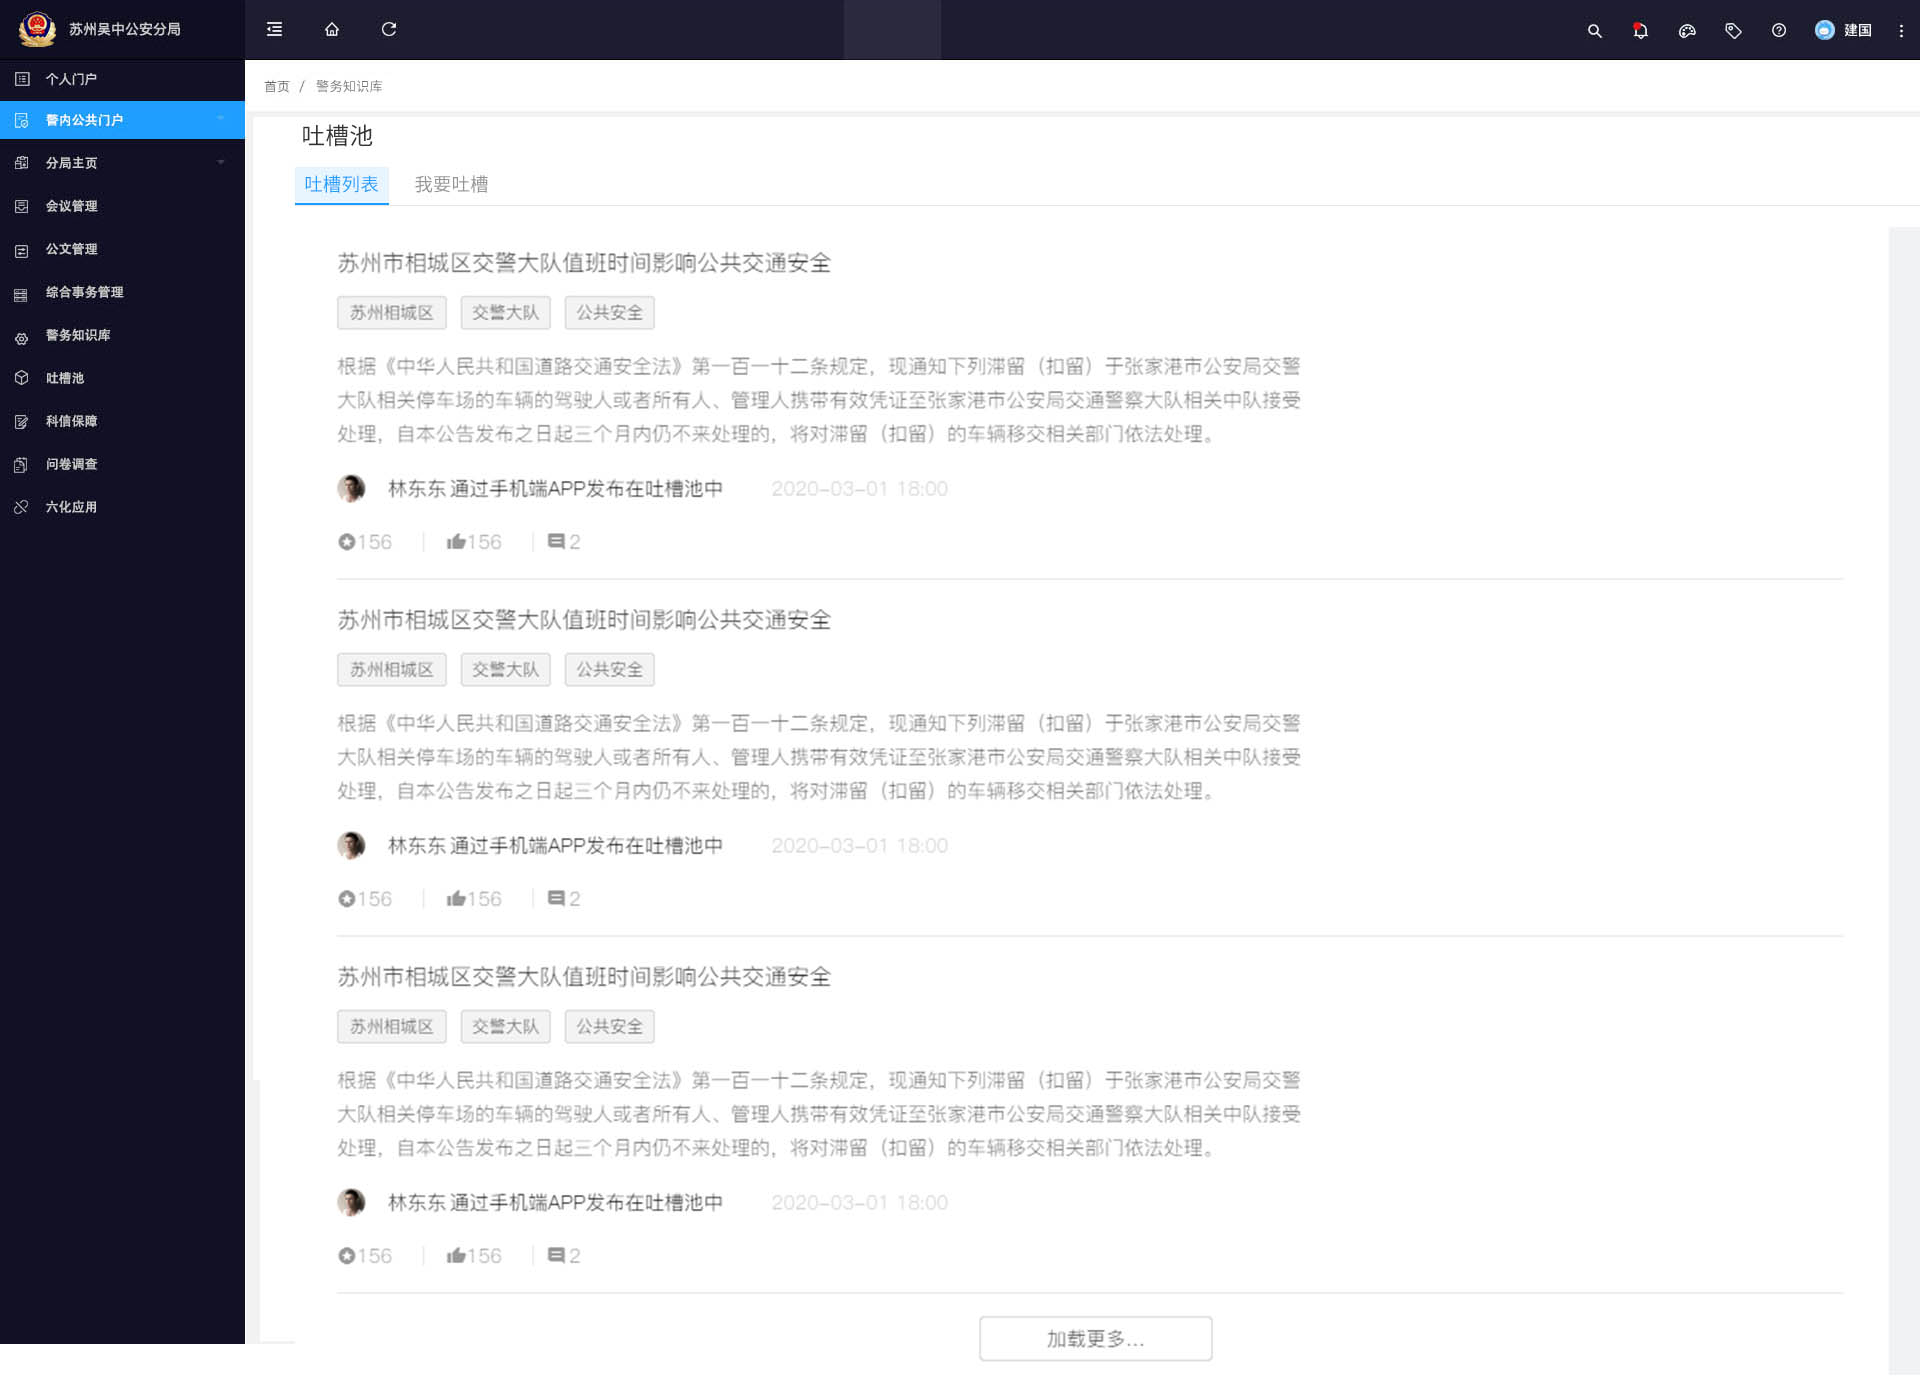 苏州吴中公安分局
建国
个人门户
警内公共门户
分局主页
会议管理
公文管理
综合事务管理
警务知识库
吐槽池
科信保障
问卷调查
六化应用
首页 / 警务知识库
吐槽池
吐槽列表 我要吐槽
苏州市相城区交警大队值班时间影响公共交通安全
苏州相城区 交警大队 公共安全
根据《中华人民共和国道路交通安全法》第一百一十二条规定，现通知下列滞留（扣留）于张家港市公安局交警
大队相关停车场的车辆的驾驶人或者所有人、管理人携带有效凭证至张家港市公安局交通警察大队相关中队接受
处理，自本公告发布之日起三个月内仍不来处理的，将对滞留（扣留）的车辆移交相关部门依法处理。
林东东 通过手机端APP发布在吐槽池中 2020-03-01 18:00
156 156 2
苏州市相城区交警大队值班时间影响公共交通安全
苏州相城区 交警大队 公共安全
根据《中华人民共和国道路交通安全法》第一百一十二条规定，现通知下列滞留（扣留）于张家港市公安局交警
大队相关停车场的车辆的驾驶人或者所有人、管理人携带有效凭证至张家港市公安局交通警察大队相关中队接受
处理，自本公告发布之日起三个月内仍不来处理的，将对滞留（扣留）的车辆移交相关部门依法处理。
林东东 通过手机端APP发布在吐槽池中 2020-03-01 18:00
156 156 2
苏州市相城区交警大队值班时间影响公共交通安全
苏州相城区 交警大队 公共安全
根据《中华人民共和国道路交通安全法》第一百一十二条规定，现通知下列滞留（扣留）于张家港市公安局交警
大队相关停车场的车辆的驾驶人或者所有人、管理人携带有效凭证至张家港市公安局交通警察大队相关中队接受
处理，自本公告发布之日起三个月内仍不来处理的，将对滞留（扣留）的车辆移交相关部门依法处理。
林东东 通过手机端APP发布在吐槽池中 2020-03-01 18:00
156 156 2
加载更多...